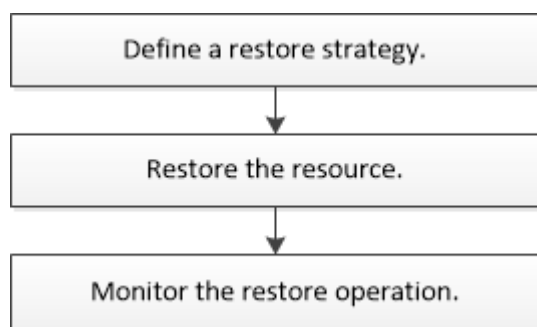 Define a restore strategy.
Restore the resource.
Monitor the restore operation.